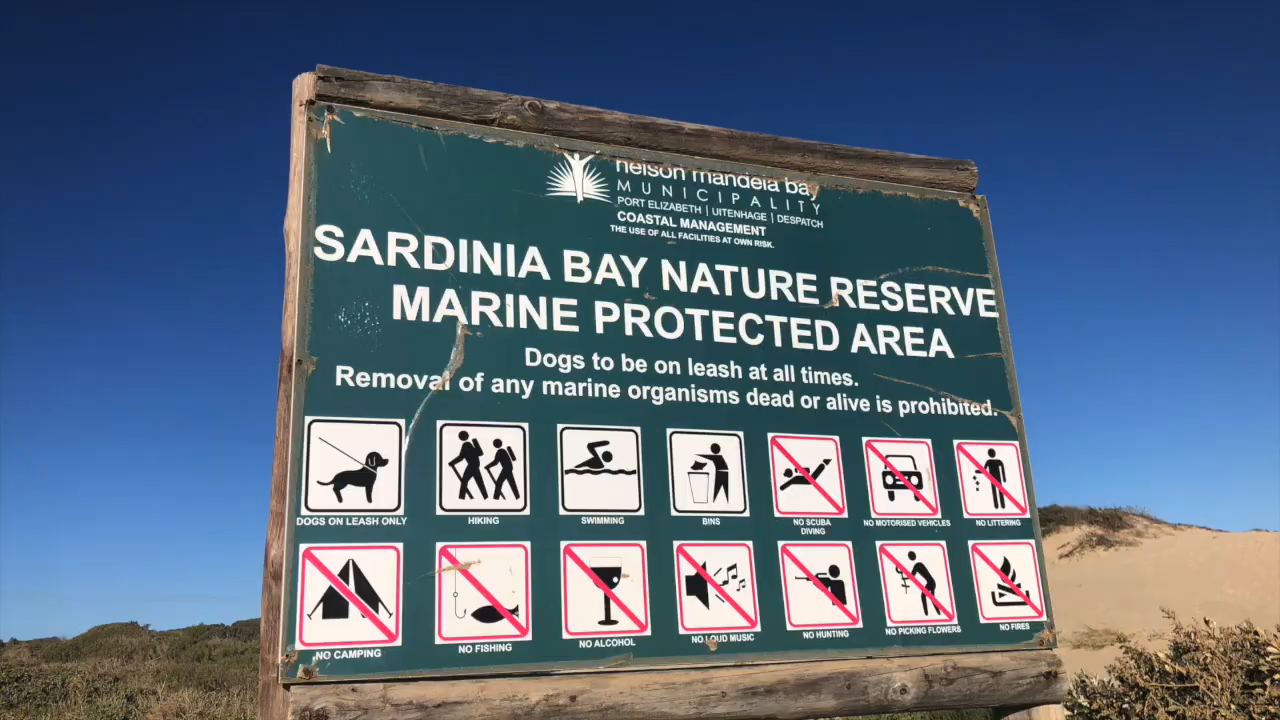 nelson mandela bay
MUNICIPALITY
PORT ELIZABETH | UITENHAGE | DESPATCH
COASTAL MANAGEMENT
THE USE OF ALL FACILITIES AT OWN RISK.
SARDINIA BAY NATURE RESERVE
MARINE PROTECTED AREA
Dogs to be on leash at all times.
Removal of any marine organisms dead or alive is prohibited.
DOGS ON LEASH ONLY
HIKING
SWIMMING
BINS
NO SCUBA
DIVING
NO MOTORISED VEHICLES
NO LITTERING
NO CAMPING
NO FISHING
NO ALCOHOL
NO LOUD MUSIC
NO HUNTING
NO PICKING FLOWERS
NO FIRES